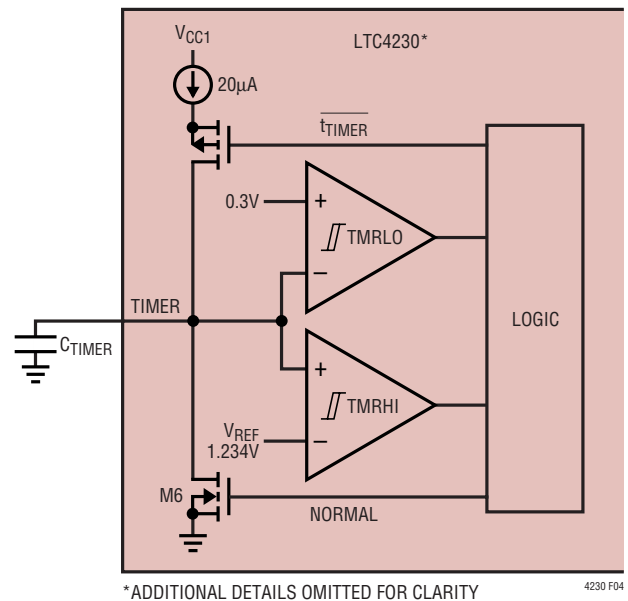 VCC1
LTC4230*
20µA
tTIMER
0.3V
+
TMRLO
−
TIMER
LOGIC
CTIMER
+
TMRHI
VREF
1.234V
−
M6
NORMAL
*ADDITIONAL DETAILS OMITTED FOR CLARITY
4230 F04